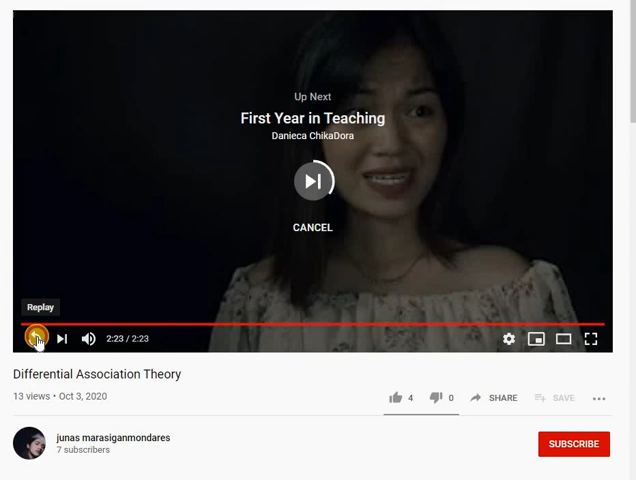 Up Next
First Year in Teaching
Danieca ChikaDora
CANCEL
Replay
2:23 / 2:23
Differential Association Theory
13 views • Oct 3, 2020
4
0
SHARE
SAVE
junas marasiganmondares
7 subscribers
SUBSCRIBE